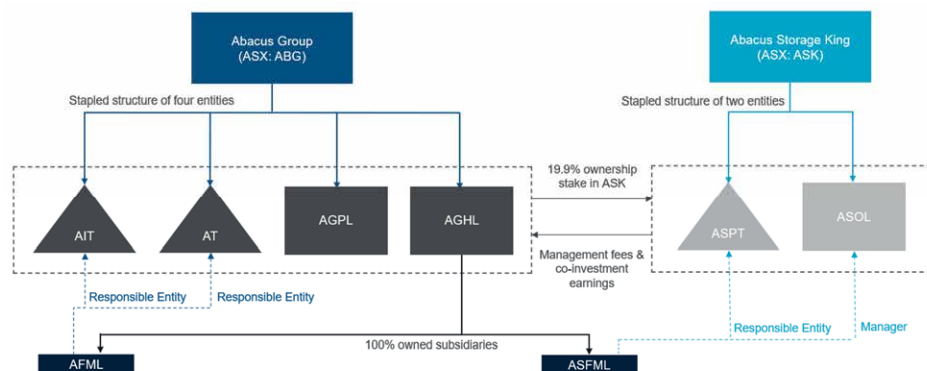 Abacus Group
(ASX: ABG)
Abacus Storage King
(ASX: ASK)
Stapled structure of four entities
Stapled structure of two entities
19.9% ownership
stake in ASK
AIT
AT
AGPL
AGHL
ASPT
ASOL
Management fees &
co-investment
earnings
Responsible Entity
Responsible Entity
Responsible Entity
Manager
100% owned subsidiaries
AFML
ASFML